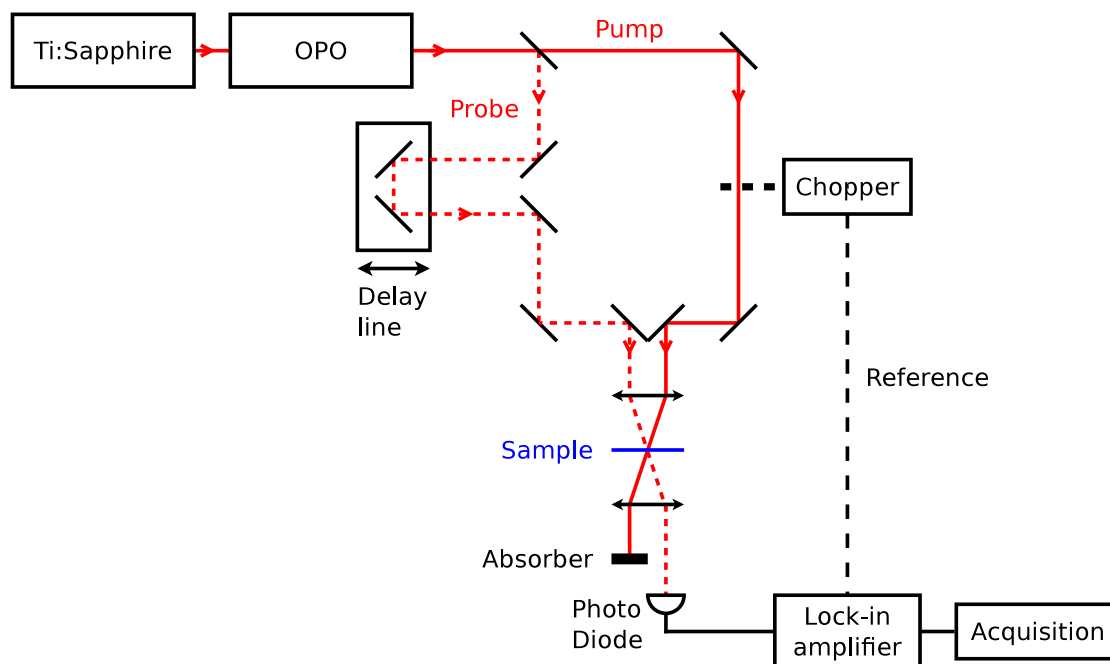 Ti:Sapphire
OPO
Pump
Probe
Chopper
Delay
line
Reference
Sample
Absorber
Photo
Diode
Lock-in
amplifier
Acquisition